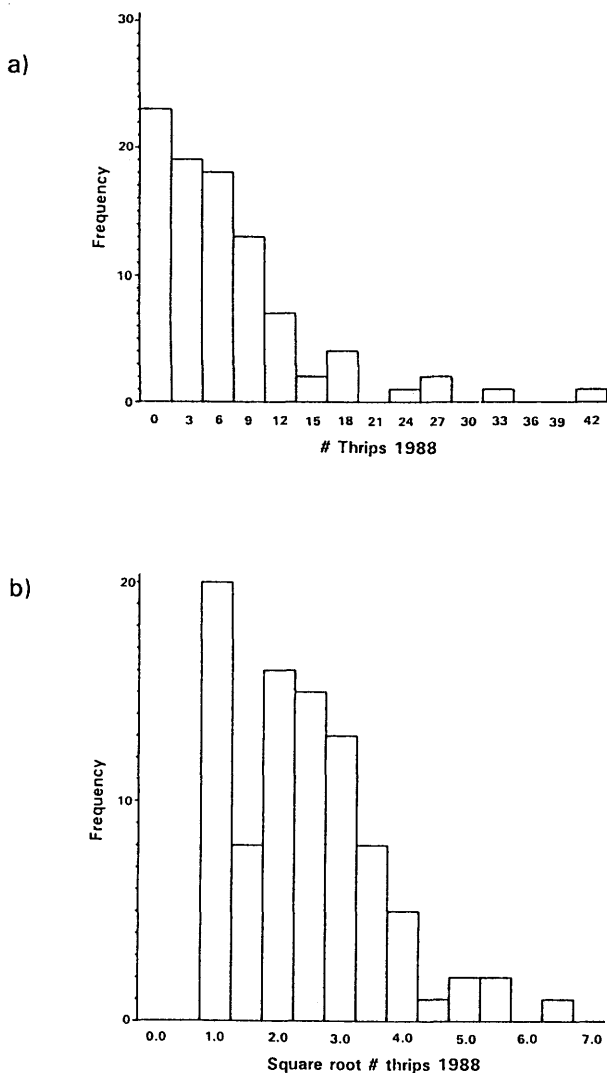 a)
30
20
10
0
Frequency
0 3 6 9 12 15 18 21 24 27 30 33 36 39 42
# Thrips 1988
b)
20
10
0
Frequency
0.0 1.0 2.0 3.0 4.0 5.0 6.0 7.0
Square root # thrips 1988